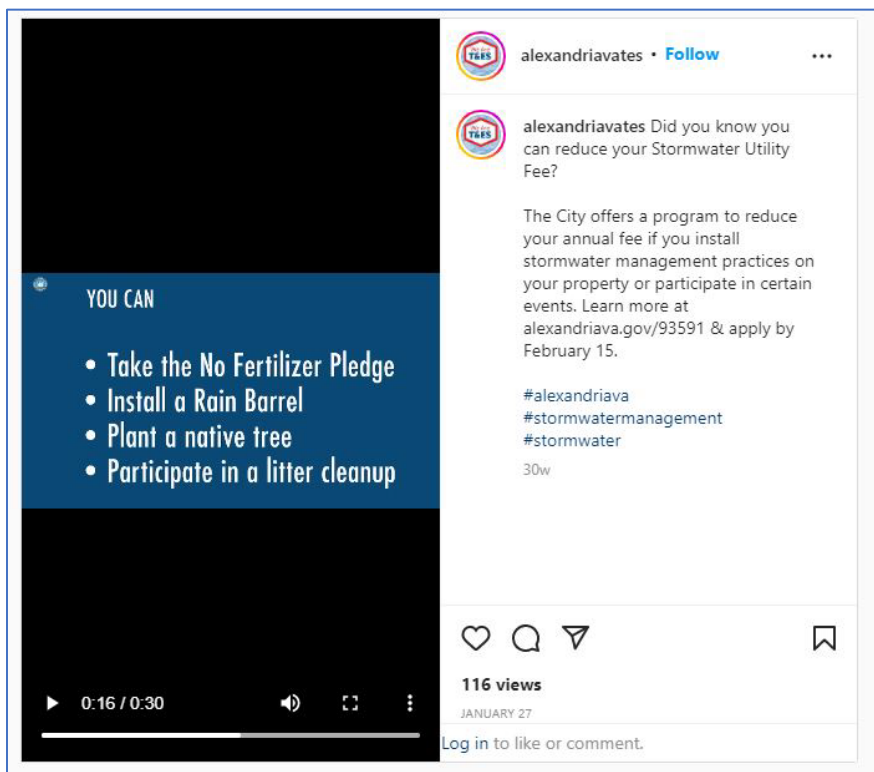 YOU CAN
• Take the No Fertilizer Pledge
• Install a Rain Barrel
• Plant a native tree
• Participate in a litter cleanup
0:16 / 0:30
T&ES
alexandriavates • Follow
T&ES
alexandriavates Did you know you
can reduce your Stormwater Utility
Fee?
The City offers a program to reduce
your annual fee if you install
stormwater management practices on
your property or participate in certain
events. Learn more at
alexandriava.gov/93591 & apply by
February 15.
#alexandriava
#stormwatermanagement
#stormwater
30w
116 views
JANUARY 27
Log in to like or comment.